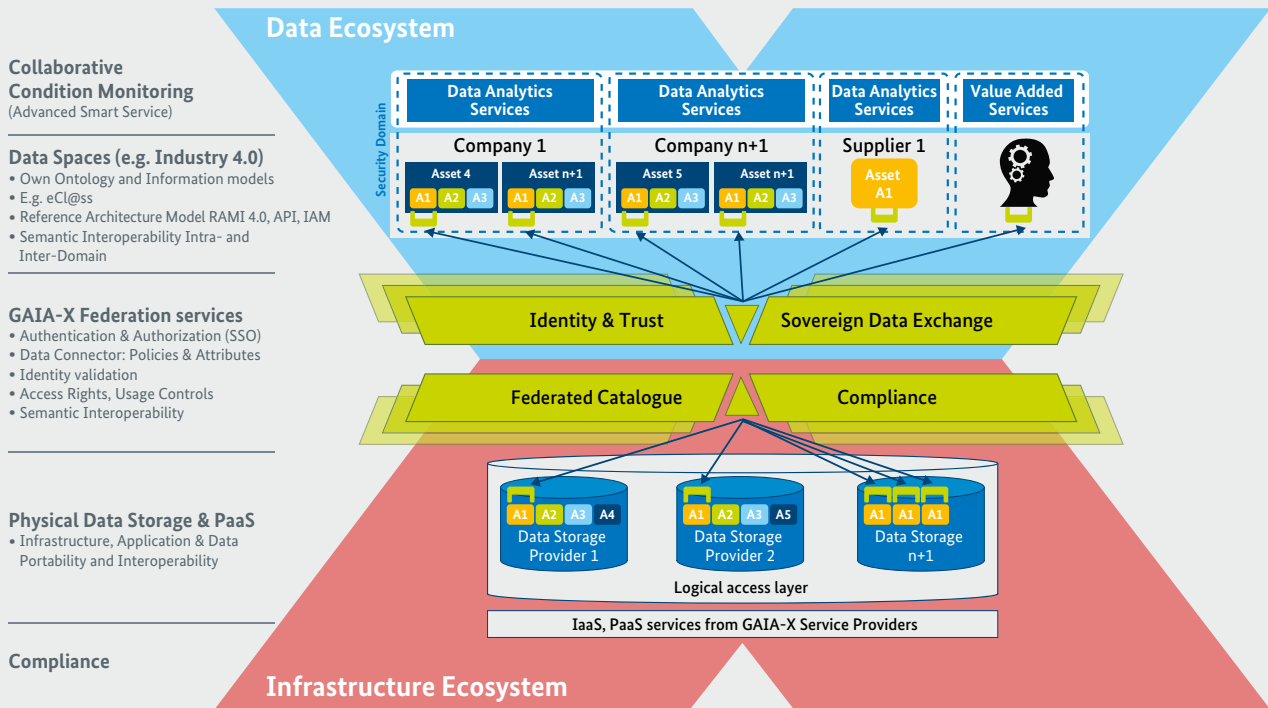 Data Ecosystem
Collaborative
Condition Monitoring
(Advanced Smart Service)
Data Spaces (e.g. Industry 4.0)
• Own Ontology and Information models
• E.g. eCl@ss
• Reference Architecture Model RAMI 4.0, API, IAM
• Semantic Interoperability Intra- and
Inter-Domain
GAIA-X Federation services
• Authentication & Authorization (SSO)
• Data Connector: Policies & Attributes
• Identity validation
• Access Rights, Usage Controls
• Semantic Interoperability
Physical Data Storage & PaaS
• Infrastructure, Application & Data
Portability and Interoperability
Compliance
Security Domain
Data Analytics
Services
Data Analytics
Services
Data Analytics
Services
Value Added
Services
Company 1
Company n+1
Supplier 1
Asset 4
Asset n+1
Asset 5
Asset n+1
Asset
A1
A1 A2 A3
A1 A2 A3
A1 A2 A3
A1 A2 A3
Identity & Trust
Sovereign Data Exchange
Federated Catalogue
Compliance
A1 A2 A3 A4
Data Storage
Provider 1
A1 A2 A3 A5
Data Storage
Provider 2
A1 A1 A1
Data Storage
n+1
Logical access layer
IaaS, PaaS services from GAIA-X Service Providers
Infrastructure Ecosystem